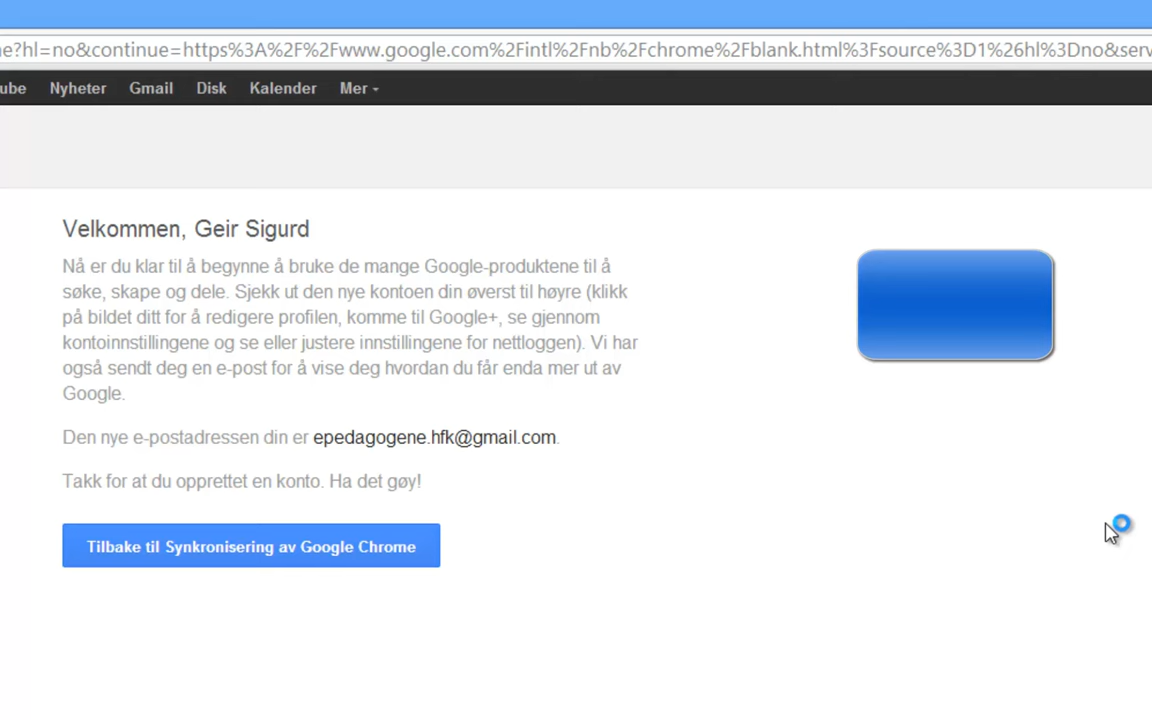 e?hl=no&continue=https%3A%2F%2Fwww.google.com%2Fintl%2Fnb%2Fchrome%2Fblank.html%3Fsource%3D1%26hl%3Dno&serv
ube Nyheter Gmail Disk Kalender Mer
Velkommen, Geir Sigurd
Nå er du klar til å begynne å bruke de mange Google-produktene til å
søke, skape og dele. Sjekk ut den nye kontoen din øverst til høyre (klikk
på bildet ditt for å redigere profilen, komme til Google+, se gjennom
kontoinnstillingene og se eller justere innstillingene for nettloggen). Vi har
også sendt deg en e-post for å vise deg hvordan du får enda mer ut av
Google.
Den nye e-postadressen din er epedagogene.hfk@gmail.com.
Takk for at du opprettet en konto. Ha det gøy!
Tilbake til Synkronisering av Google Chrome